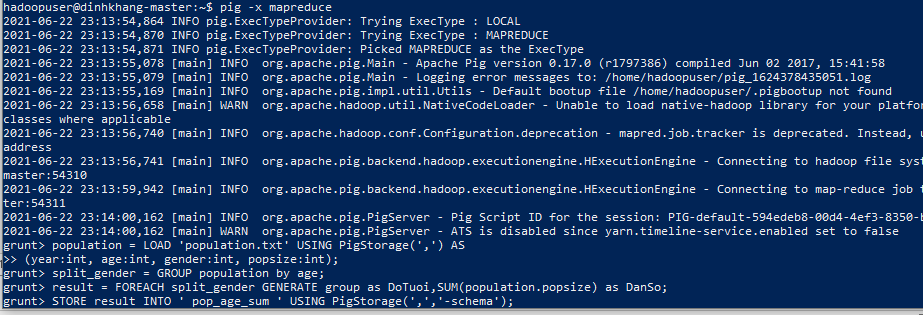 hadoopuser@dinhkhang-master:~$ pig -x mapreduce
2021-06-22 23:13:54,864 INFO pig.ExecTypeProvider: Trying ExecType : LOCAL
2021-06-22 23:13:54,870 INFO pig.ExecTypeProvider: Trying ExecType : MAPREDUCE
2021-06-22 23:13:54,871 INFO pig.ExecTypeProvider: Picked MAPREDUCE as the ExecType
2021-06-22 23:13:55,078 [main] INFO  org.apache.pig.Main - Apache Pig version 0.17.0 (r1797386) compiled Jun 02 2017, 15:41:58
2021-06-22 23:13:55,079 [main] INFO  org.apache.pig.Main - Logging error messages to: /home/hadoopuser/pig_1624378435051.log
2021-06-22 23:13:55,169 [main] INFO  org.apache.pig.impl.util.Utils - Default bootup file /home/hadoopuser/.pigbootup not found
2021-06-22 23:13:56,658 [main] WARN  org.apache.hadoop.util.NativeCodeLoader - Unable to load native-hadoop library for your platfor
classes where applicable
2021-06-22 23:13:56,740 [main] INFO  org.apache.hadoop.conf.Configuration.deprecation - mapred.job.tracker is deprecated. Instead, u
address
2021-06-22 23:13:56,741 [main] INFO  org.apache.pig.backend.hadoop.executionengine.HExecutionEngine - Connecting to hadoop file syst
master:54310
2021-06-22 23:13:59,942 [main] INFO  org.apache.pig.backend.hadoop.executionengine.HExecutionEngine - Connecting to map-reduce job t
ter:54311
2021-06-22 23:14:00,162 [main] INFO  org.apache.pig.PigServer - Pig Script ID for the session: PIG-default-594edeb8-00d4-4ef3-8350-b
2021-06-22 23:14:00,162 [main] WARN  org.apache.pig.PigServer - ATS is disabled since yarn.timeline-service.enabled set to false
grunt> population = LOAD 'population.txt' USING PigStorage(',') AS
>> (year:int, age:int, gender:int, popsize:int);
grunt> split_gender = GROUP population by age;
grunt> result = FOREACH split_gender GENERATE group as DoTuoi,SUM(population.popsize) as DanSo;
grunt> STORE result INTO ' pop_age_sum ' USING PigStorage(',','-schema');